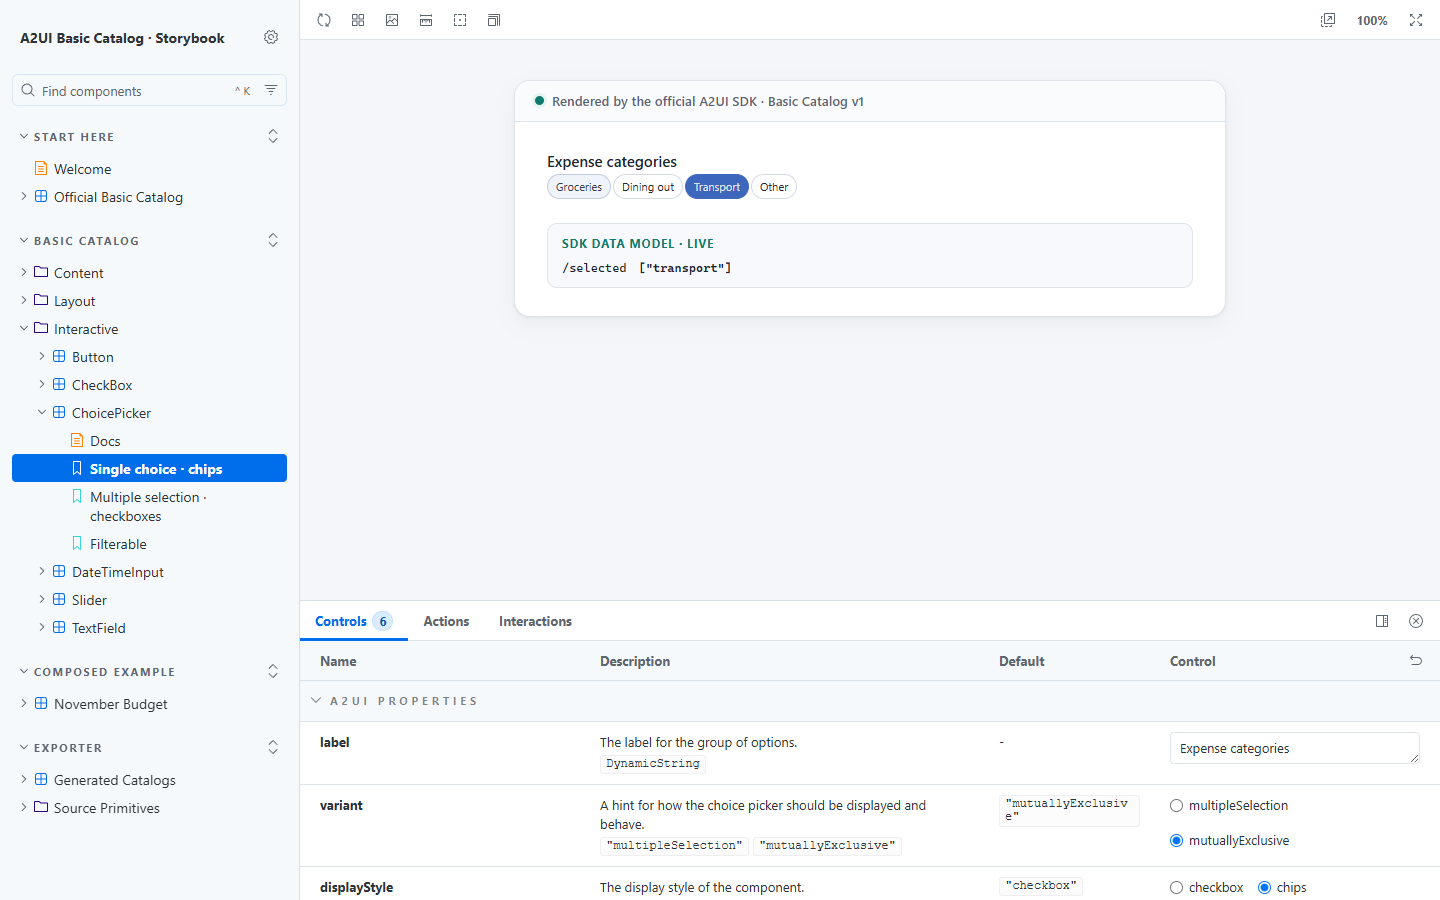 A2UI Basic Catalog · Storybook
Find components
^ K
START HERE
Welcome
Official Basic Catalog
BASIC CATALOG
Content
Layout
Interactive
Button
CheckBox
ChoicePicker
Docs
Single choice · chips
Multiple selection ·
checkboxes
Filterable
DateTimeInput
Slider
TextField
COMPOSED EXAMPLE
November Budget
EXPORTER
Generated Catalogs
Source Primitives
100%
Rendered by the official A2UI SDK · Basic Catalog v1
Expense categories
Groceries Dining out Transport Other
SDK DATA MODEL · LIVE
/selected ["transport"]
Controls 6 Actions Interactions
Name Description Default Control
A2UI PROPERTIES
label The label for the group of options. - Expense categories
DynamicString
variant A hint for how the choice picker should be displayed and "mutuallyExclusiv multipleSelection
behave. e"
"multipleSelection" "mutuallyExclusive" mutuallyExclusive
displayStyle The display style of the component. "checkbox" checkbox chips